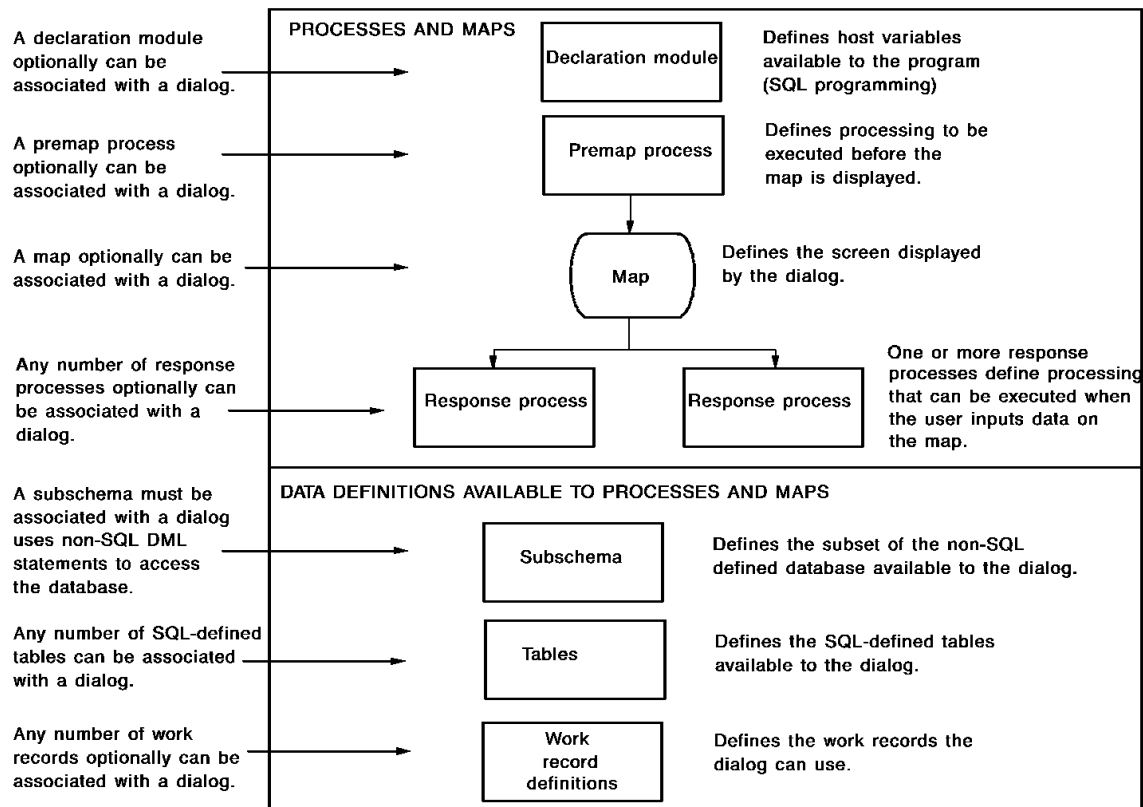 PROCESSES AND MAPS
A declaration module
optionally can be
associated with a dialog.
Declaration module
Defines host variables
available to the program
(SQL programming)
A premap process
optionally can be
associated with a dialog.
Premap process
Defines processing to be
executed before the
map is displayed.
A map optionally can be
associated with a dialog.
Map
Defines the screen displayed
by the dialog.
Any number of response
processes optionally can
be associated with a
dialog.
Response process
Response process
One or more response
processes define processing
that can be executed when
the user inputs data on
the map.
DATA DEFINITIONS AVAILABLE TO PROCESSES AND MAPS
A subschema must be
associated with a dialog
uses non-SQL DML
statements to access
the database.
Subschema
Defines the subset of the non-SQL
defined database available to the dialog.
Any number of SQL-defined
tables can be associated
with a dialog.
Tables
Defines the SQL-defined tables
available to the dialog.
Any number of work
records optionally can be
associated with a dialog.
Work
record
definitions
Defines the work records the
dialog can use.